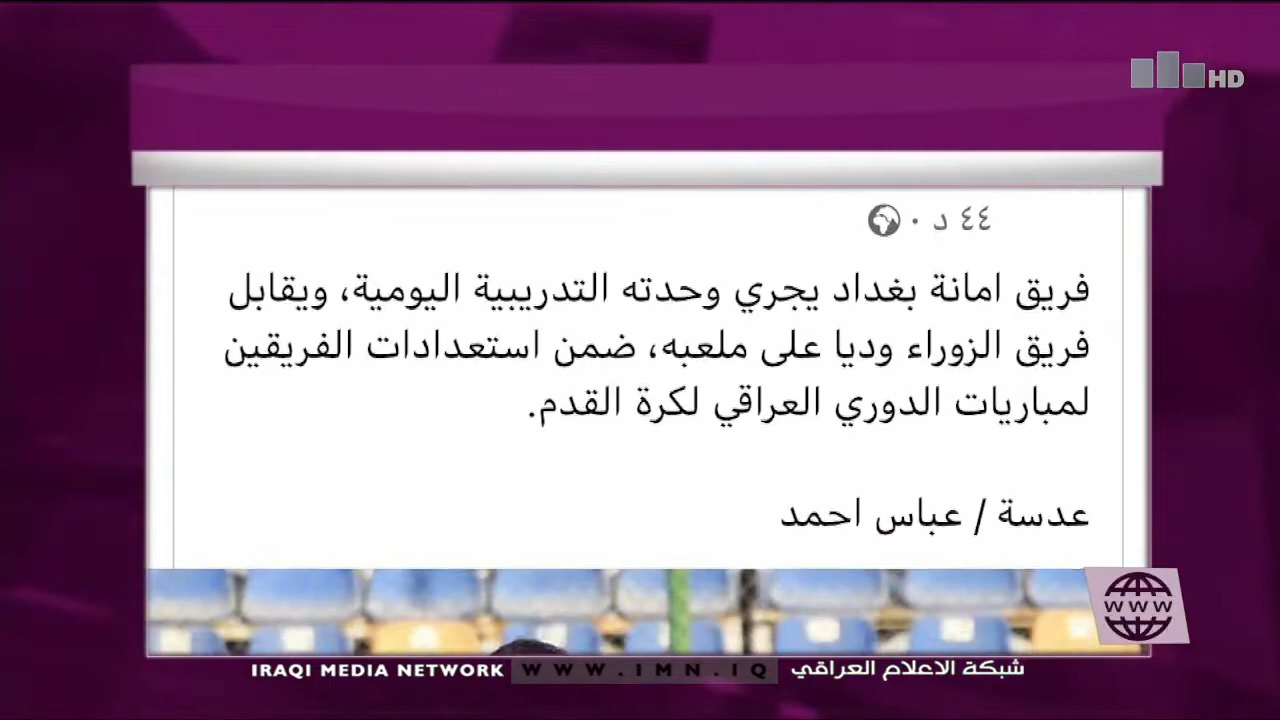 HD
٤٤ د ·
فريق امانة بغداد يجري وحدته التدريبية اليومية، ويقابل
فريق الزوراء وديا على ملعبه، ضمن استعدادات الفريقين
لمباريات الدوري العراقي لكرة القدم.
عدسة / عباس احمد
WWW
IRAQI MEDIA NETWORK WWW.IMN.IQ شبكة الاعلام العراقي